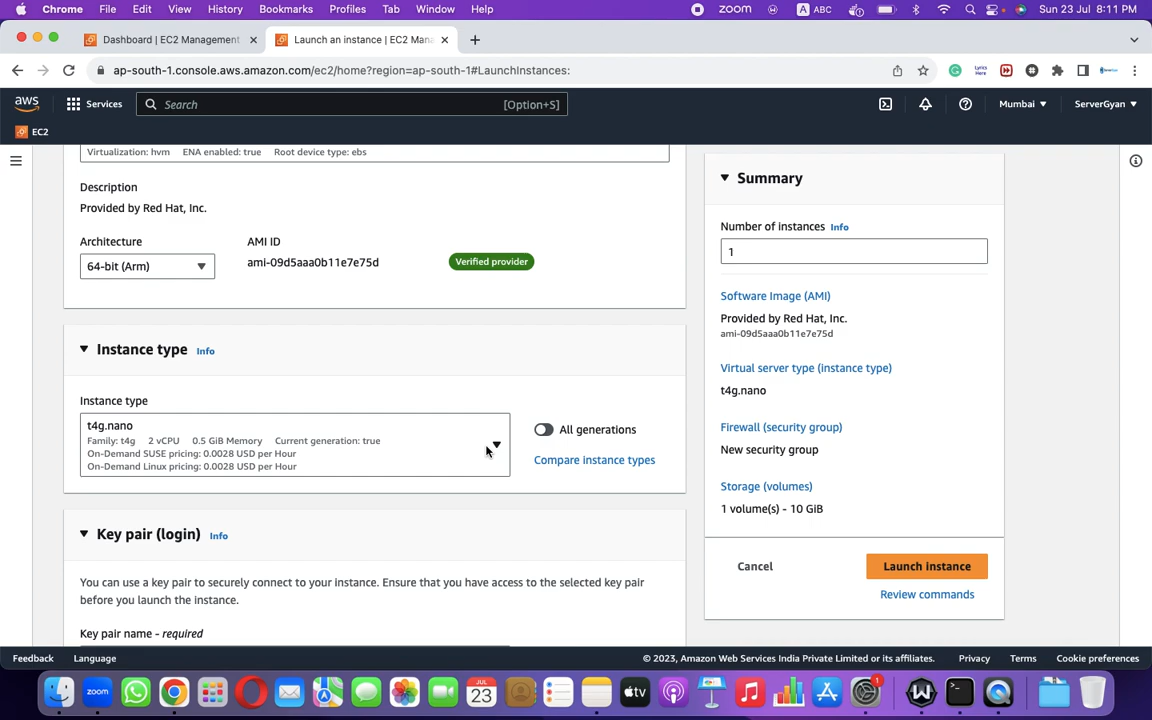 Chrome File Edit View History Bookmarks Profiles Tab Window Help zoom A ABC Sun 23 Jul 8:11 PM
Dashboard | EC2 Management Launch an instance | EC2 Man
ap-south-1.console.aws.amazon.com/ec2/home?region=ap-south-1#LaunchInstances:
aws Services Search [Option+S] Mumbai ServerGyan
EC2
Virtualization: hvm ENA enabled: true Root device type: ebs
Description
Provided by Red Hat, Inc.
Architecture AMI ID
64-bit (Arm) ami-09d5aaa0b11e7e75d Verified provider
Instance type Info
Instance type
t4g.nano
Family: t4g 2 vCPU 0.5 GiB Memory Current generation: true
On-Demand SUSE pricing: 0.0028 USD per Hour
On-Demand Linux pricing: 0.0028 USD per Hour
All generations
Compare instance types
Key pair (login) Info
You can use a key pair to securely connect to your instance. Ensure that you have access to the selected key pair
before you launch the instance.
Key pair name - required
Summary
Number of instances Info
1
Software Image (AMI)
Provided by Red Hat, Inc.
ami-09d5aaa0b11e7e75d
Virtual server type (instance type)
t4g.nano
Firewall (security group)
New security group
Storage (volumes)
1 volume(s) - 10 GiB
Cancel Launch instance
Review commands
Feedback Language © 2023, Amazon Web Services India Private Limited or its affiliates. Privacy Terms Cookie preferences
zoom JUL 23 tv 1